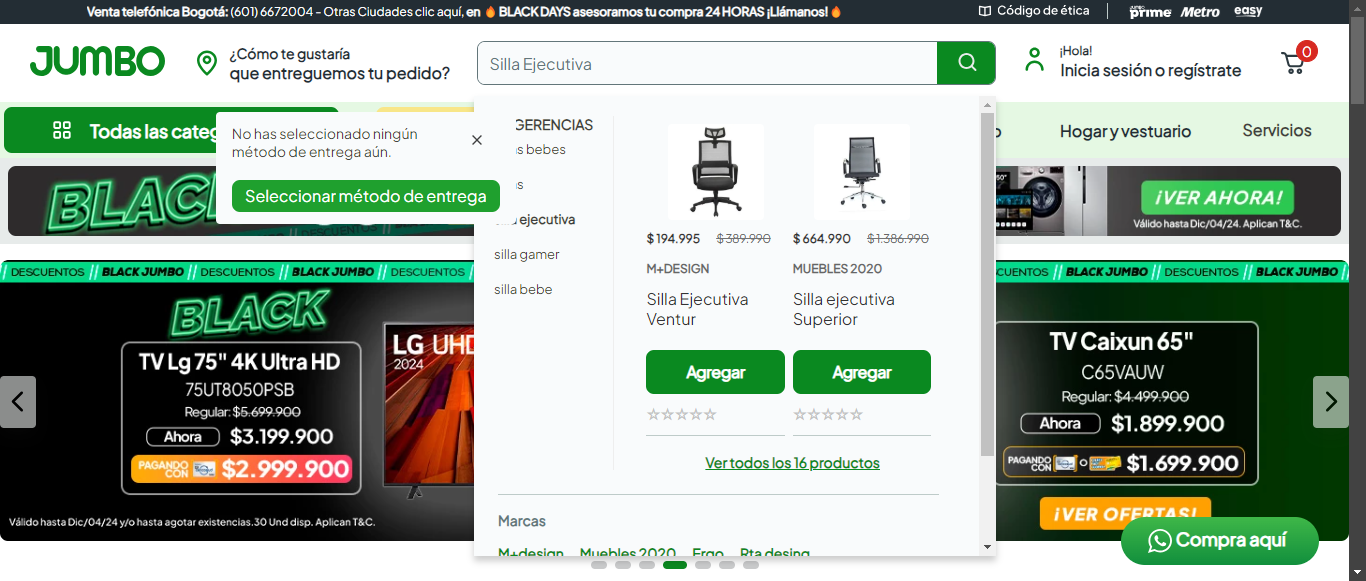 Venta telefónica Bogotá: (601) 6672004 - Otras Ciudades clic aquí, en 🔥 BLACK DAYS asesoramos tu compra 24 HORAS ¡Llámanos! 🔥
Código de ética
JUMBO prime
Metro
easy
JUMBO
¿Cómo te gustaría
que entreguemos tu pedido?
Silla Ejecutiva
¡Hola!
Inicia sesión o regístrate
0
Todas las categ
Hogar y vestuario
Servicios
No has seleccionado ningún
método de entrega aún.
Seleccionar método de entrega
BLACK
¡VER AHORA!
Válido hasta Dic/04/24. Aplican T&C.
GERENCIAS
s bebes
s
ejecutiva
silla gamer
silla bebe
$ 194.995 $ 389.990
M+DESIGN
Silla Ejecutiva
Ventur
Agregar
$ 664.990 $ 1.386.990
MUEBLES 2020
Silla ejecutiva
Superior
Agregar
Ver todos los 16 productos
Marcas
M+design Muebles 2020 Ergo Rta desing
DESCUENTOS // BLACK JUMBO // DESCUENTOS // BLACK JUMBO // DESCUENTOS
BLACK
TV Lg 75" 4K Ultra HD
75UT8050PSB
Regular: $5.699.900
Ahora $3.199.900
PAGANDO
CON $2.999.900
Válido hasta Dic/04/24 y/o hasta agotar existencias.30 Und disp. Aplican T&C.
LG UHD
2024
CUENTOS // BLACK JUMBO // DESCUENTOS // BLACK JUMBO
TV Caixun 65"
C65VAUW
Regular: $4.499.900
Ahora $1.899.900
PAGANDO
CON O $1.699.900
¡VER OFERTAS!
Compra aquí